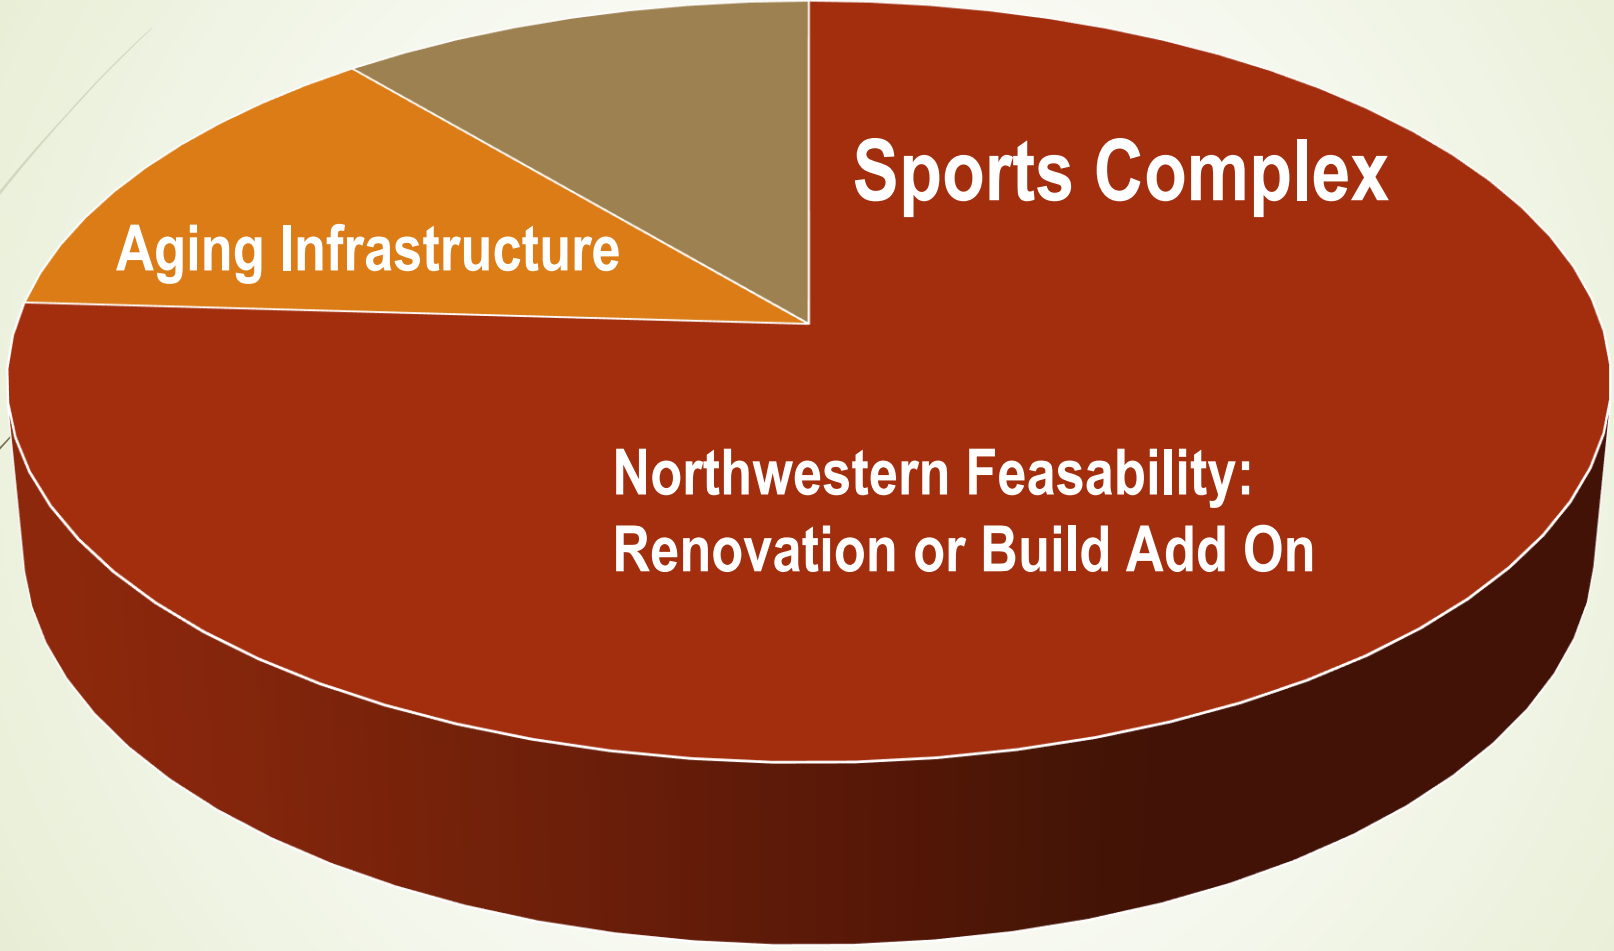 Sports Complex
Aging Infrastructure
Northwestern Feasability:
Renovation or Build Add On